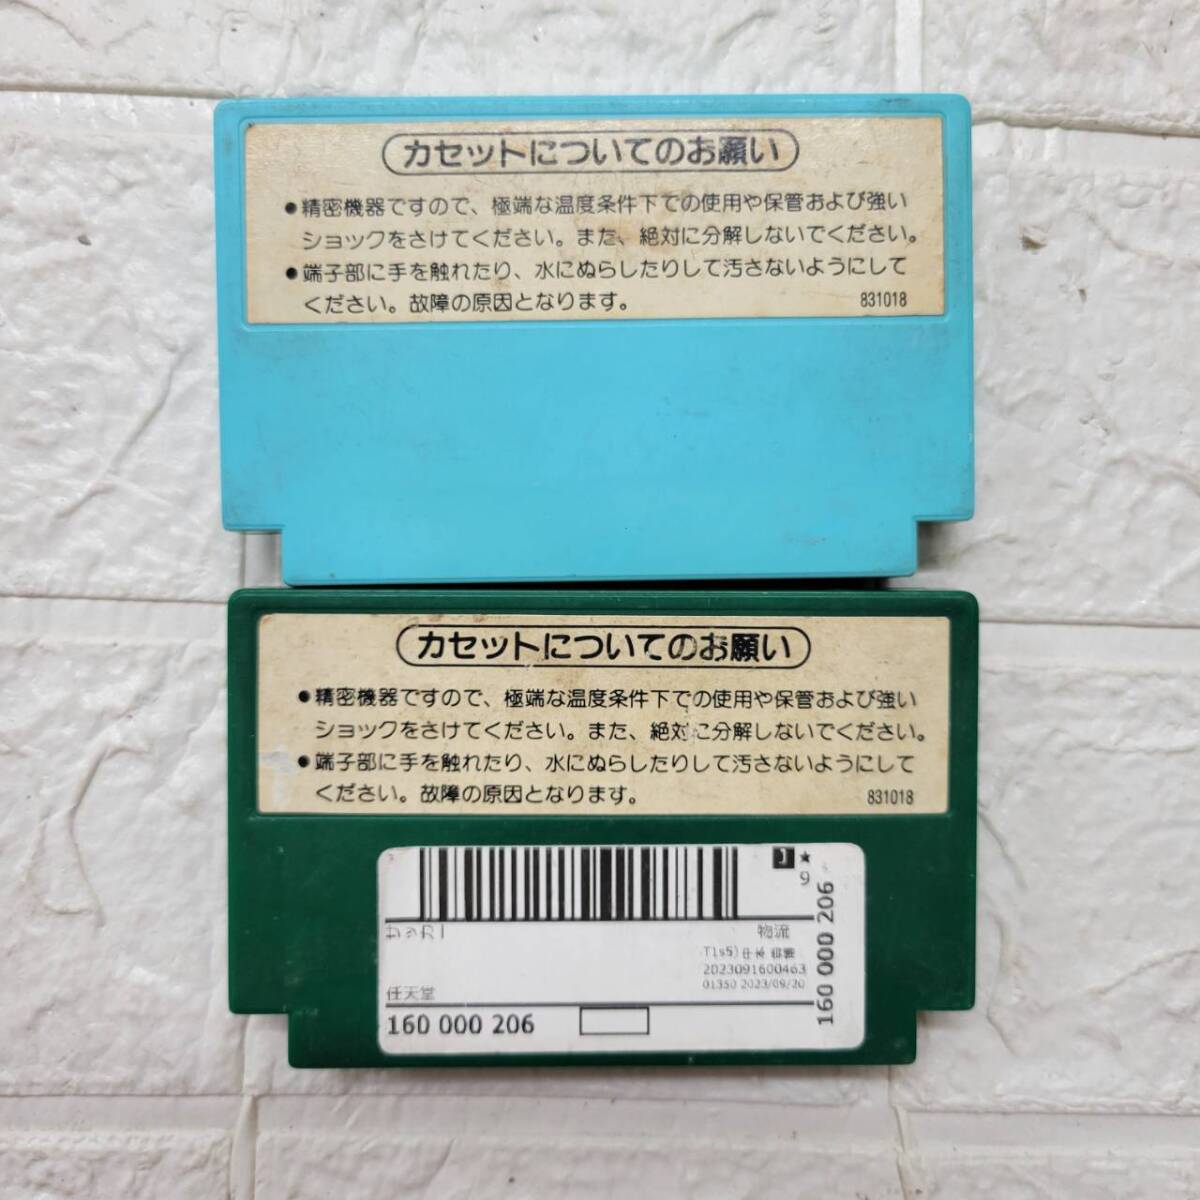 カセットについてのお願い
●精密機器ですので、極端な温度条件下での使用や保管および強い
ショックをさけてください。また、絶対に分解しないでください。
●端子部に手を触れたり、水にぬらしたりして汚さないようにして
ください。故障の原因となります。
831018
カセットについてのお願い
●精密機器ですので、極端な温度条件下での使用や保管および強い
ショックをさけてください。また、絶対に分解しないでください。
●端子部に手を触れたり、水にぬらしたりして汚さないようにして
ください。故障の原因となります。
831018
J ★
9
サッカー
物流
T1s5) 中本
2023091600463
01350 2023/09/20
任天堂
160 000 206
160 000 206